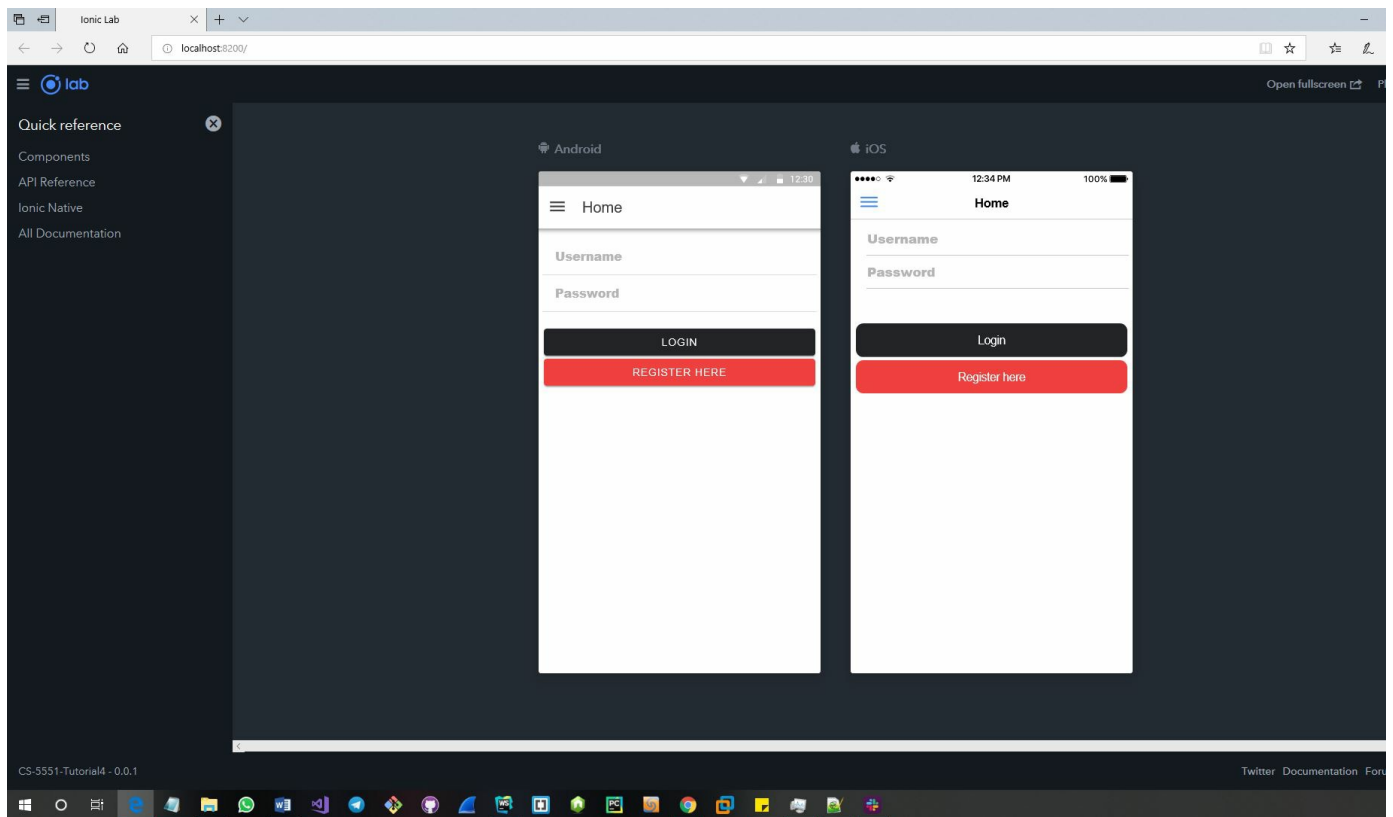 Ionic Lab
localhost:8200/
lab
Open fullscreen
Quick reference
Components
API Reference
Ionic Native
All Documentation
Android
12:30
Home
Username
Password
LOGIN
REGISTER HERE
iOS
12:34 PM
100%
Home
Username
Password
Login
Register here
CS-5551-Tutorial4 - 0.0.1
Twitter Documentation
WS
PC